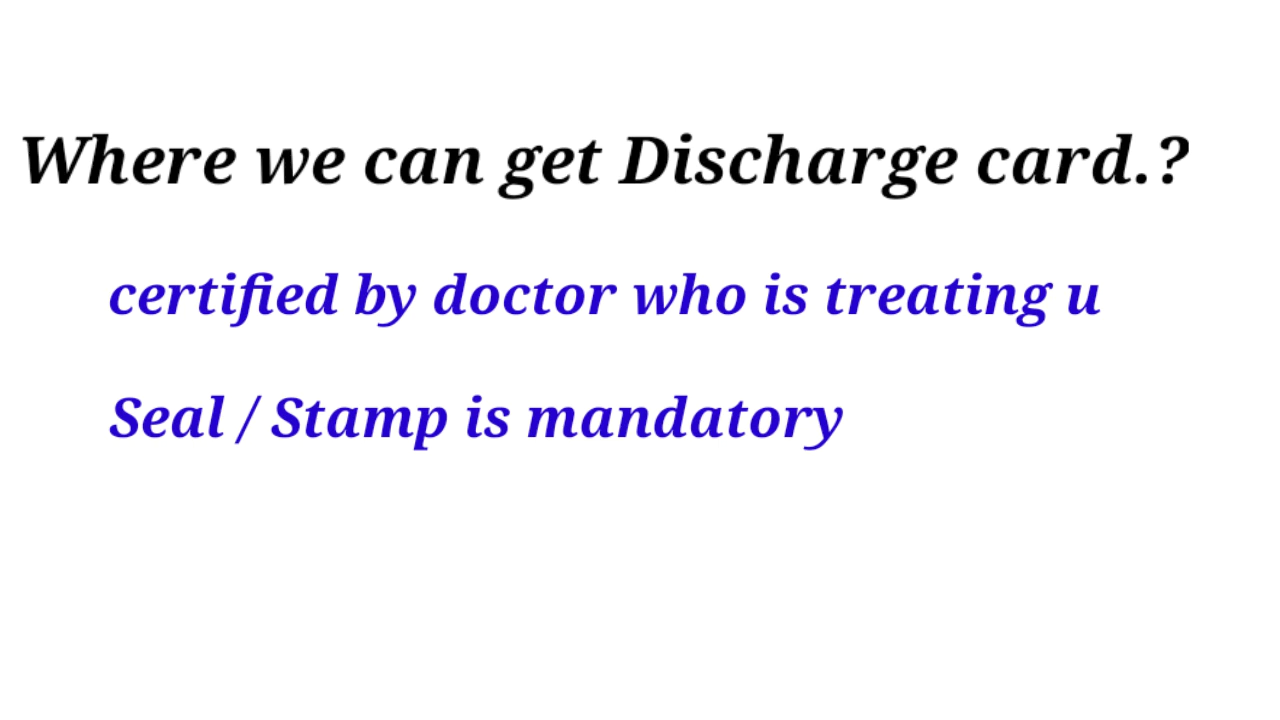 Where we can get Discharge card.?
certified by doctor who is treating u
Seal / Stamp is mandatory